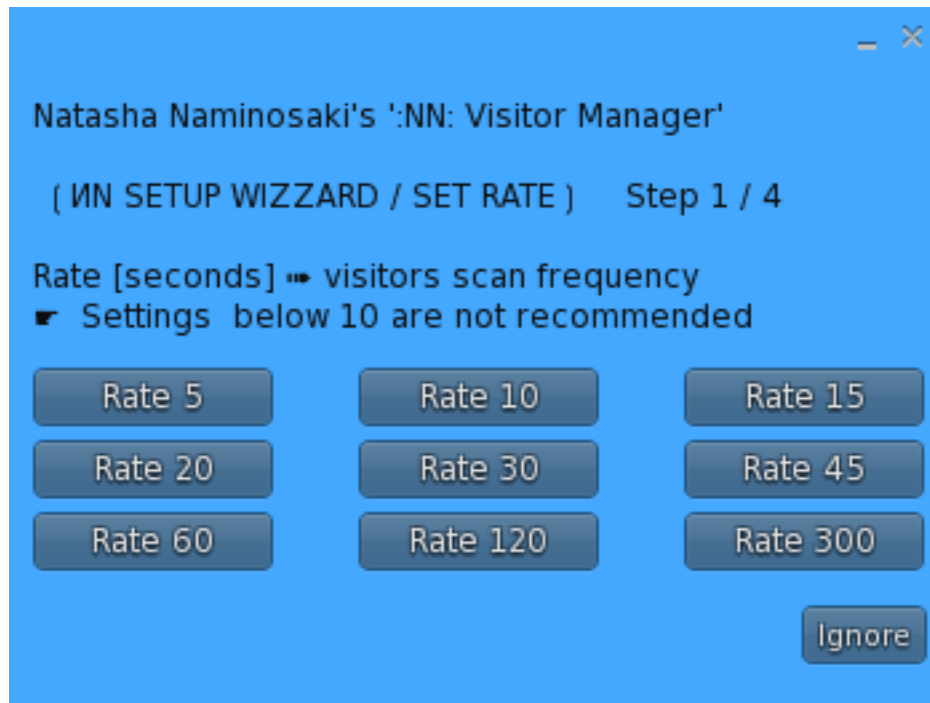 Natasha Naminosaki's ':NN: Visitor Manager'
❲ИN SETUP WIZZARD / SET RATE❳ Step 1 / 4
Rate [seconds] ➠ visitors scan frequency
☛ Settings below 10 are not recommended
Rate 5 Rate 10 Rate 15
Rate 20 Rate 30 Rate 45
Rate 60 Rate 120 Rate 300
Ignore